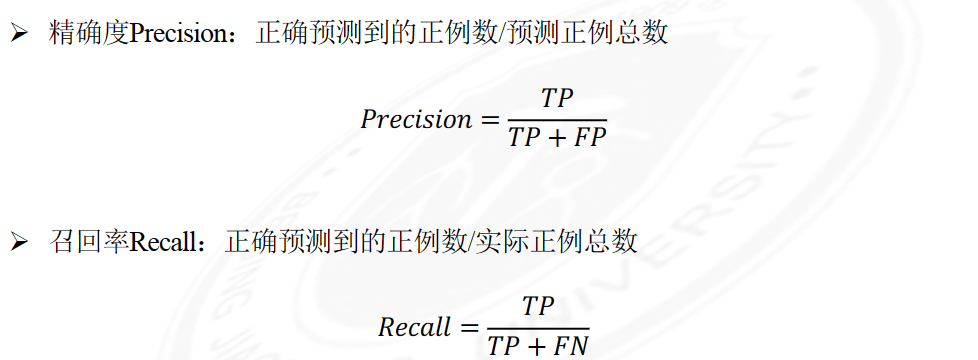 ➢ 精确度Precision：正确预测到的正例数/预测正例总数
Precision = TP / (TP + FP)
➢ 召回率Recall：正确预测到的正例数/实际正例总数
Recall = TP / (TP + FN)
UNIVERSITY